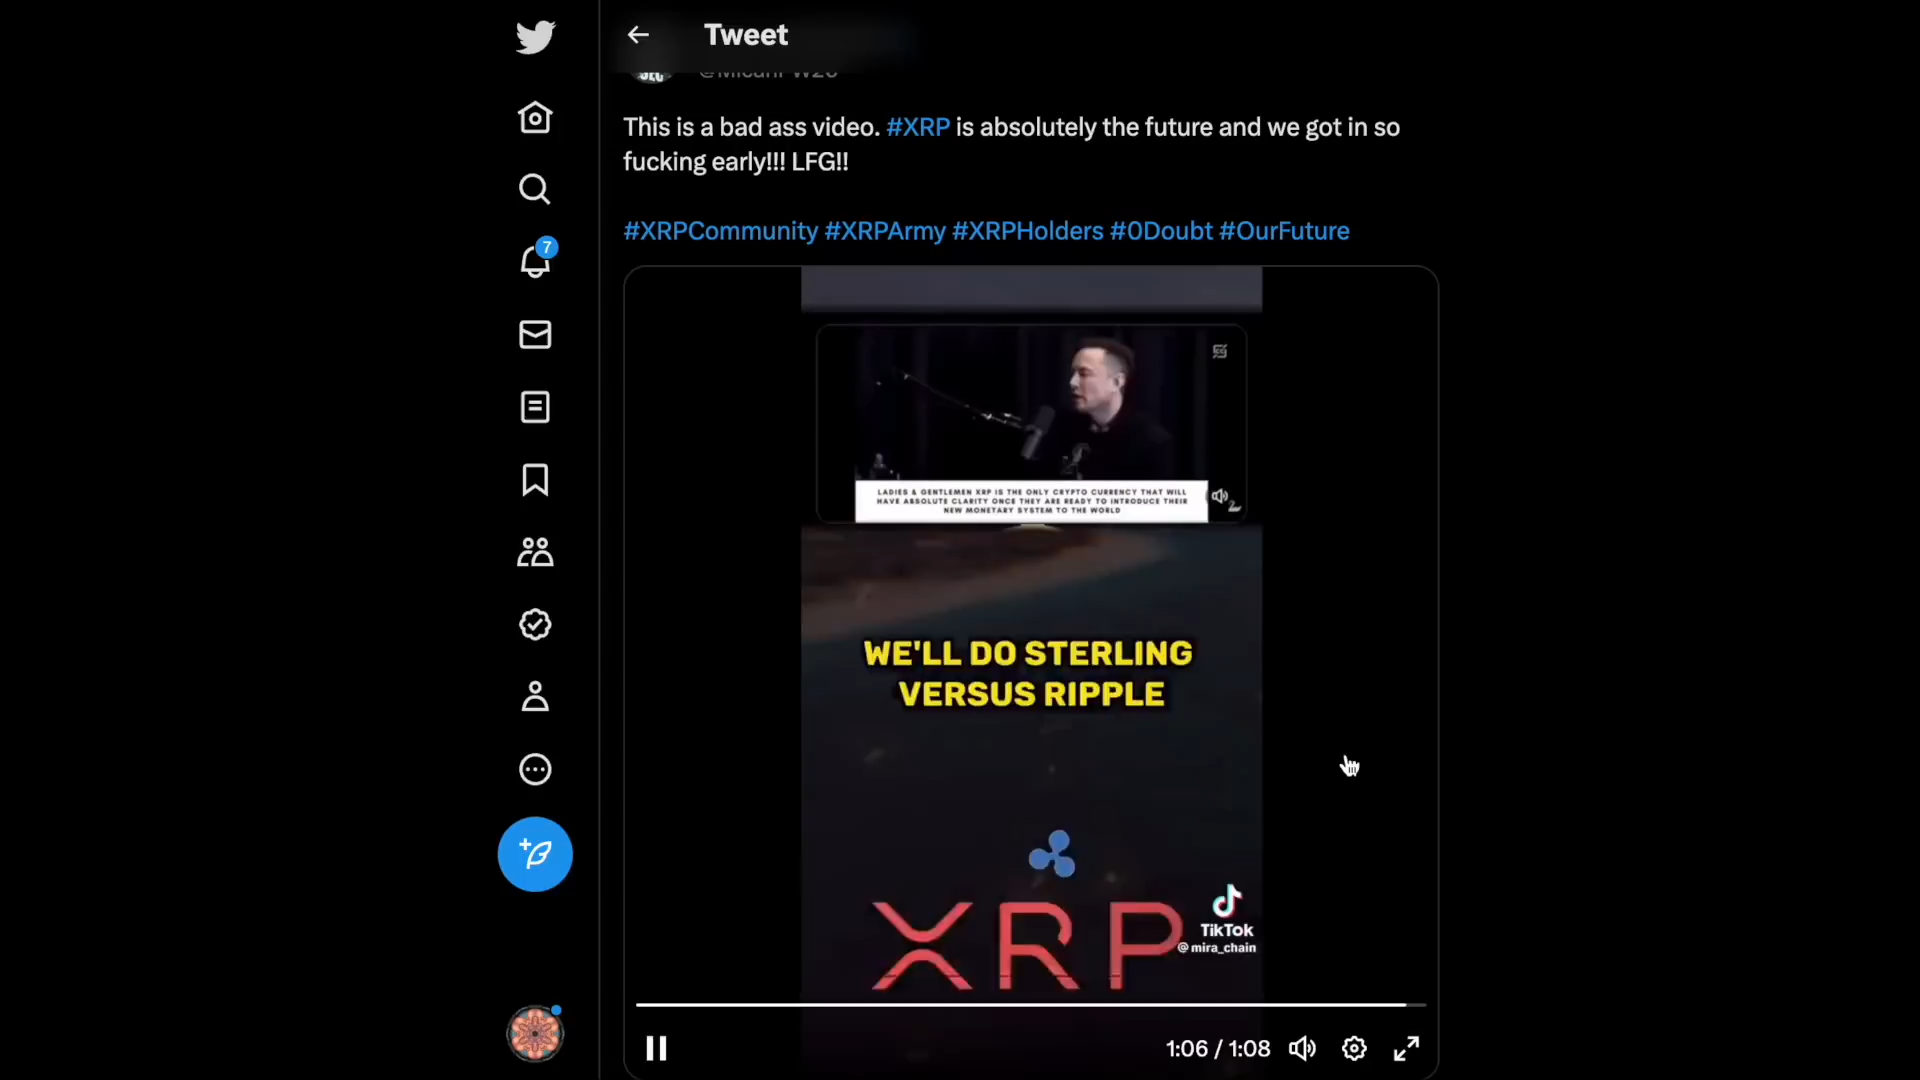 Tweet
This is a bad ass video. #XRP is absolutely the future and we got in so
fucking early!!! LFG!!
#XRPCommunity #XRPArmy #XRPHolders #0Doubt #OurFuture
7
LADIES & GENTLEMEN XRP IS THE ONLY CRYPTO CURRENCY THAT WILL
HAVE ABSOLUTE CLARITY ONCE THEY ARE READY TO INTRODUCE THEIR
NEW MONETARY SYSTEM TO THE WORLD
WE'LL DO STERLING
VERSUS RIPPLE
XRP
TikTok
@mira_chain
1:06 / 1:08